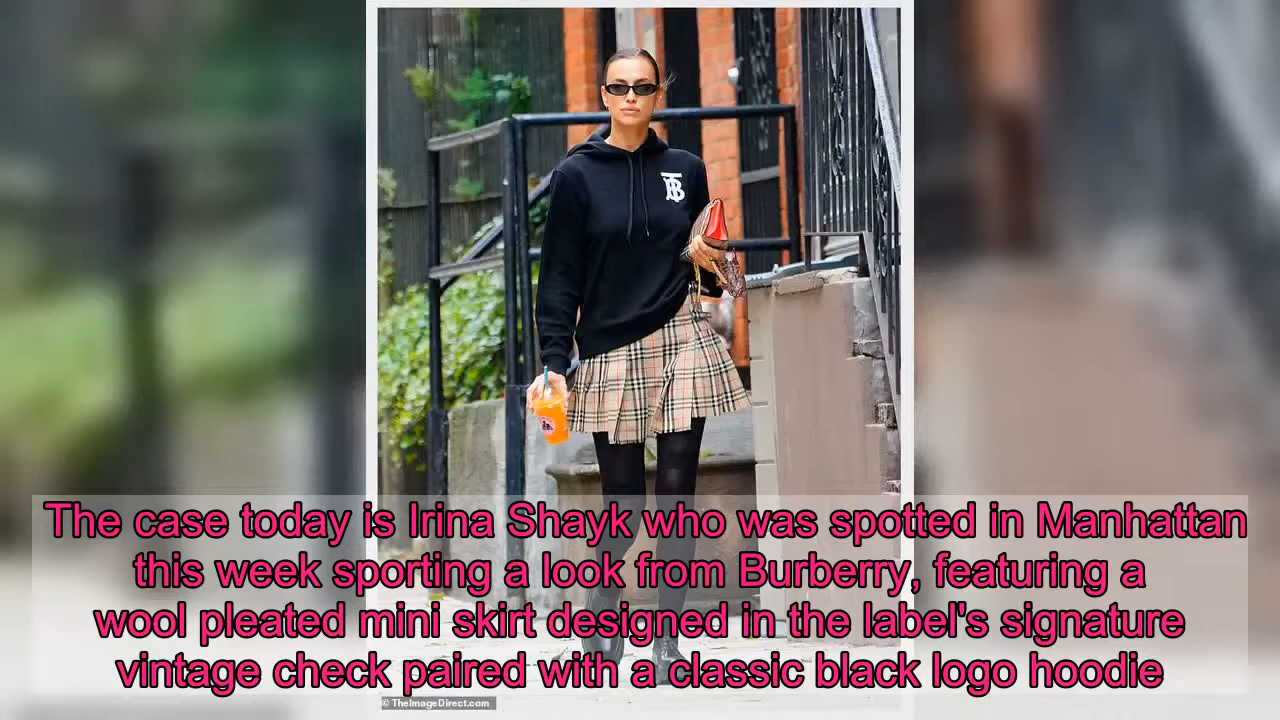 TB
The case today is Irina Shayk who was spotted in Manhattan
this week sporting a look from Burberry, featuring a
wool pleated mini skirt designed in the label's signature
vintage check paired with a classic black logo hoodie
© TheImageDirect.com